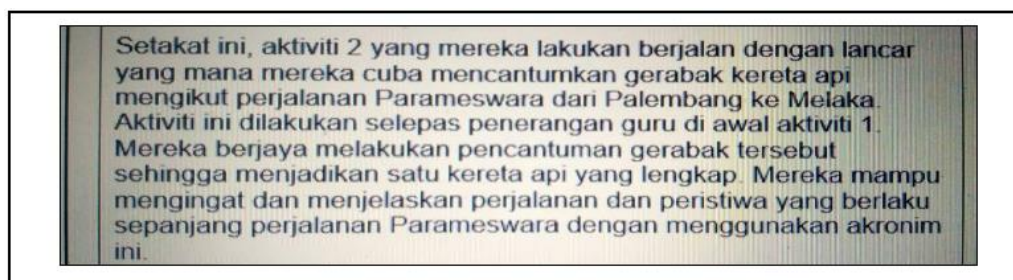 Setakat ini, aktiviti 2 yang mereka lakukan berjalan dengan lancar
yang mana mereka cuba mencantumkan gerabak kereta api
mengikut perjalanan Parameswara dari Palembang ke Melaka.
Aktiviti ini dilakukan selepas penerangan guru di awal aktiviti 1.
Mereka berjaya melakukan pencantuman gerabak tersebut
sehingga menjadikan satu kereta api yang lengkap. Mereka mampu
mengingat dan menjelaskan perjalanan dan peristiwa yang berlaku
sepanjang perjalanan Parameswara dengan menggunakan akronim
ini.